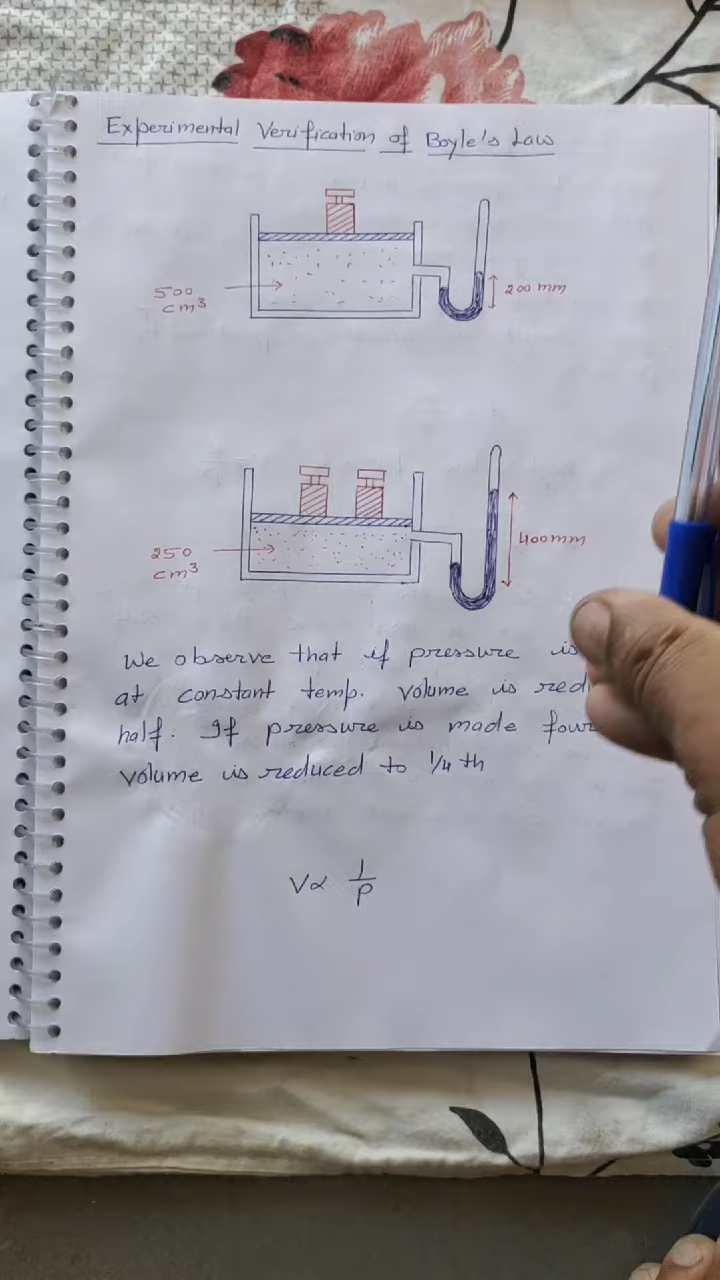 Experimental Verification of Boyle's Law
500
cm³
200 mm
250
cm³
400mm
We observe that if pressure is
at constant temp. volume is
half. If pressure is made
volume is reduced to 1/4 th
V∝ 1/P